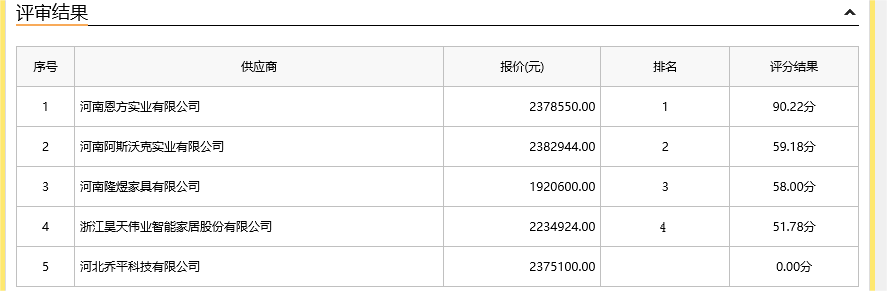 评审结果
序号 供应商 报价(元) 排名 评分结果
1 河南恩方实业有限公司 2378550.00 1 90.22分
2 河南阿斯沃克实业有限公司 2382944.00 2 59.18分
3 河南隆煜家具有限公司 1920600.00 3 58.00分
4 浙江昊天伟业智能家居股份有限公司 2234924.00 4 51.78分
5 河北乔平科技有限公司 2375100.00 0.00分